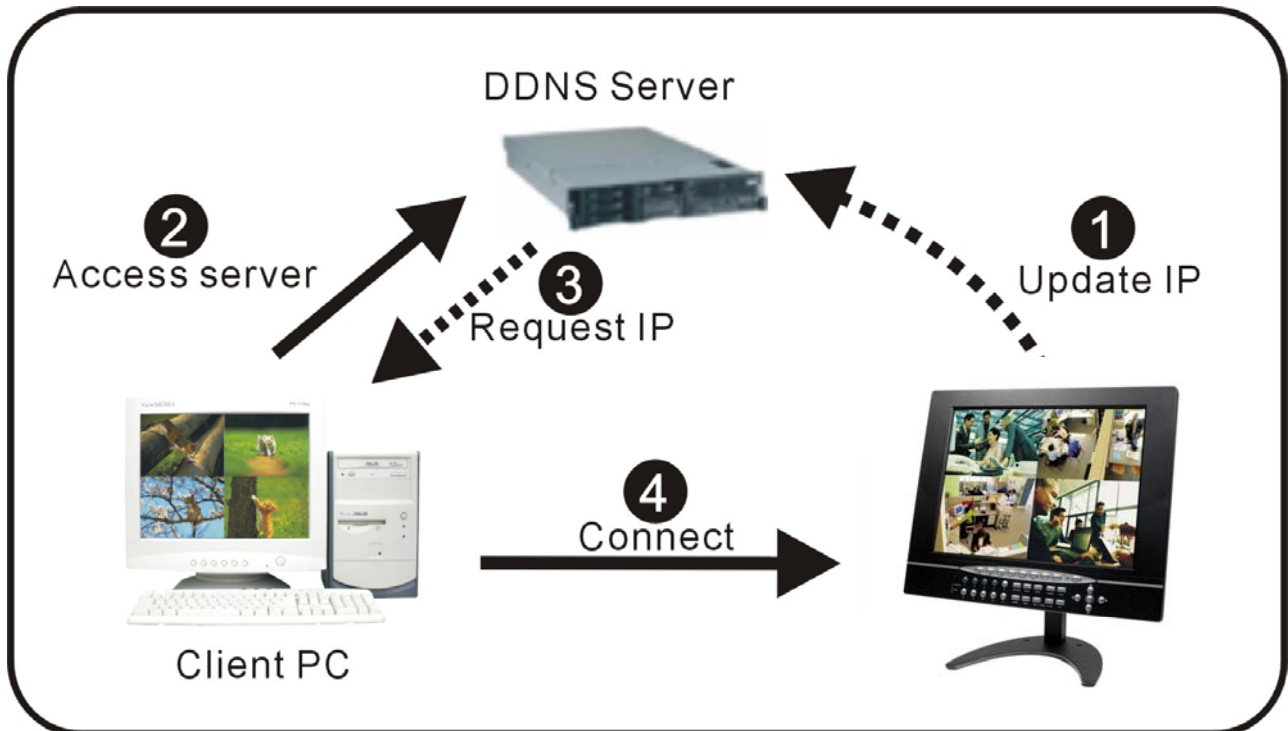 DDNS Server
2
Access server
1
Update IP
3
Request IP
4
Connect
Client PC